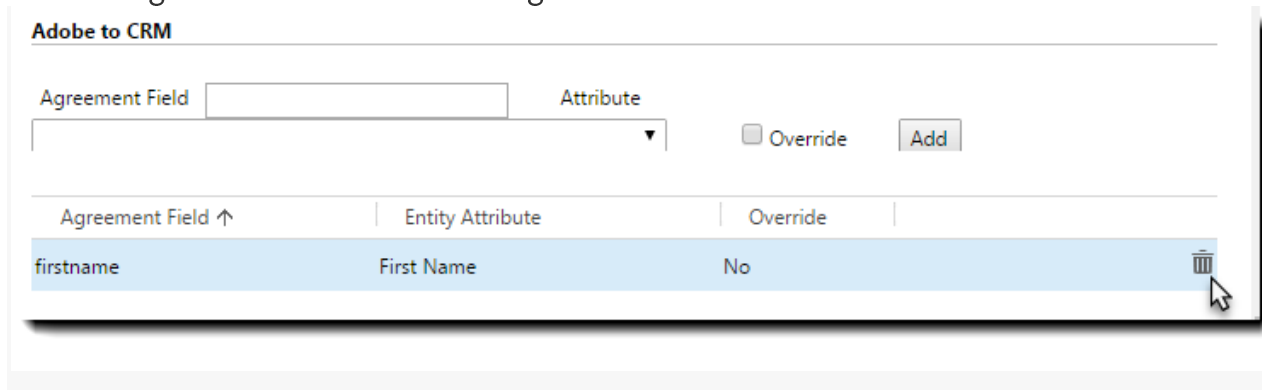 Adobe to CRM
Agreement Field Attribute
Override Add
Agreement Field ↑ Entity Attribute Override
firstname First Name No